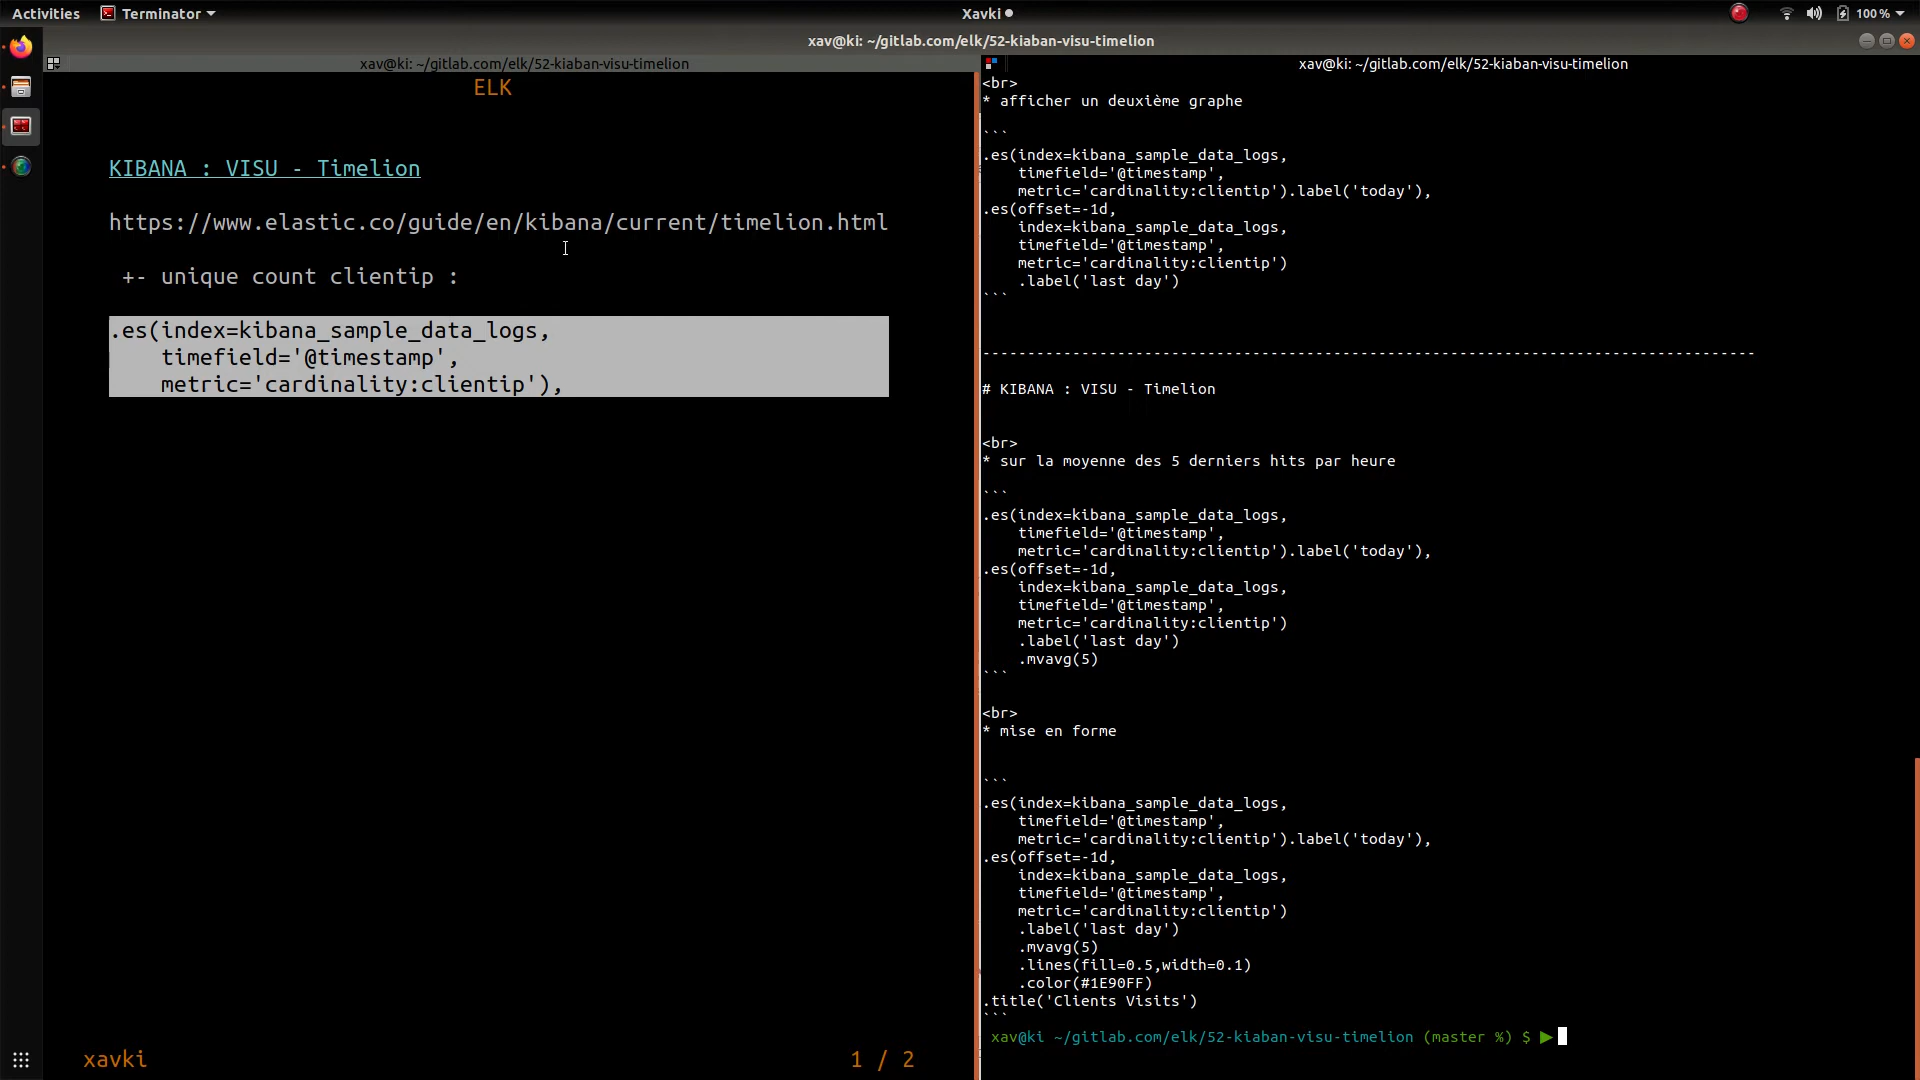 Activities
Terminator
Xavki
100 %
xav@ki: ~/gitlab.com/elk/52-kiaban-visu-timelion
xav@ki: ~/gitlab.com/elk/52-kiaban-visu-timelion
ELK
KIBANA : VISU - Timelion
https://www.elastic.co/guide/en/kibana/current/timelion.html
+- unique count clientip :
.es(index=kibana_sample_data_logs,
    timefield='@timestamp',
    metric='cardinality:clientip'),
xavki
1 / 2
xav@ki: ~/gitlab.com/elk/52-kiaban-visu-timelion
<br>
* afficher un deuxième graphe
```
.es(index=kibana_sample_data_logs,
    timefield='@timestamp',
    metric='cardinality:clientip').label('today'),
.es(offset=-1d,
    index=kibana_sample_data_logs,
    timefield='@timestamp',
    metric='cardinality:clientip')
    .label('last day')
```
--------------------------------------------------------------------------------------
# KIBANA : VISU - Timelion
<br>
* sur la moyenne des 5 derniers hits par heure
```
.es(index=kibana_sample_data_logs,
    timefield='@timestamp',
    metric='cardinality:clientip').label('today'),
.es(offset=-1d,
    index=kibana_sample_data_logs,
    timefield='@timestamp',
    metric='cardinality:clientip')
    .label('last day')
    .mvavg(5)
```
<br>
* mise en forme
```
.es(index=kibana_sample_data_logs,
    timefield='@timestamp',
    metric='cardinality:clientip').label('today'),
.es(offset=-1d,
    index=kibana_sample_data_logs,
    timefield='@timestamp',
    metric='cardinality:clientip')
    .label('last day')
    .mvavg(5)
    .lines(fill=0.5,width=0.1)
    .color(#1E90FF)
.title('Clients Visits')
```
xav@ki ~/gitlab.com/elk/52-kiaban-visu-timelion (master %) $ ▶